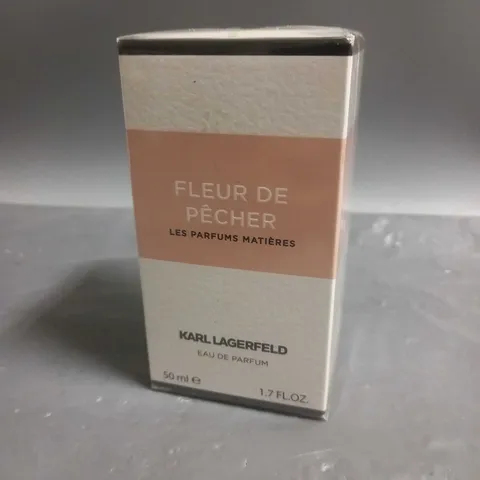 FLEUR DE
PÊCHER
LES PARFUMS MATIÈRES
KARL LAGERFELD
EAU DE PARFUM
50 ml ℮
1.7 FL.OZ.